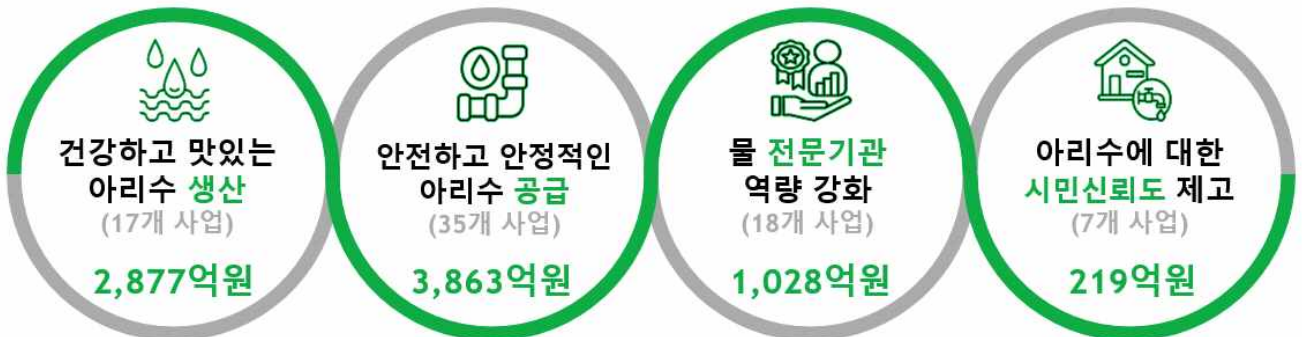 건강하고 맛있는
아리수 생산
(17개 사업)
2,877억원
안전하고 안정적인
아리수 공급
(35개 사업)
3,863억원
물 전문기관
역량 강화
(18개 사업)
1,028억원
아리수에 대한
시민신뢰도 제고
(7개 사업)
219억원